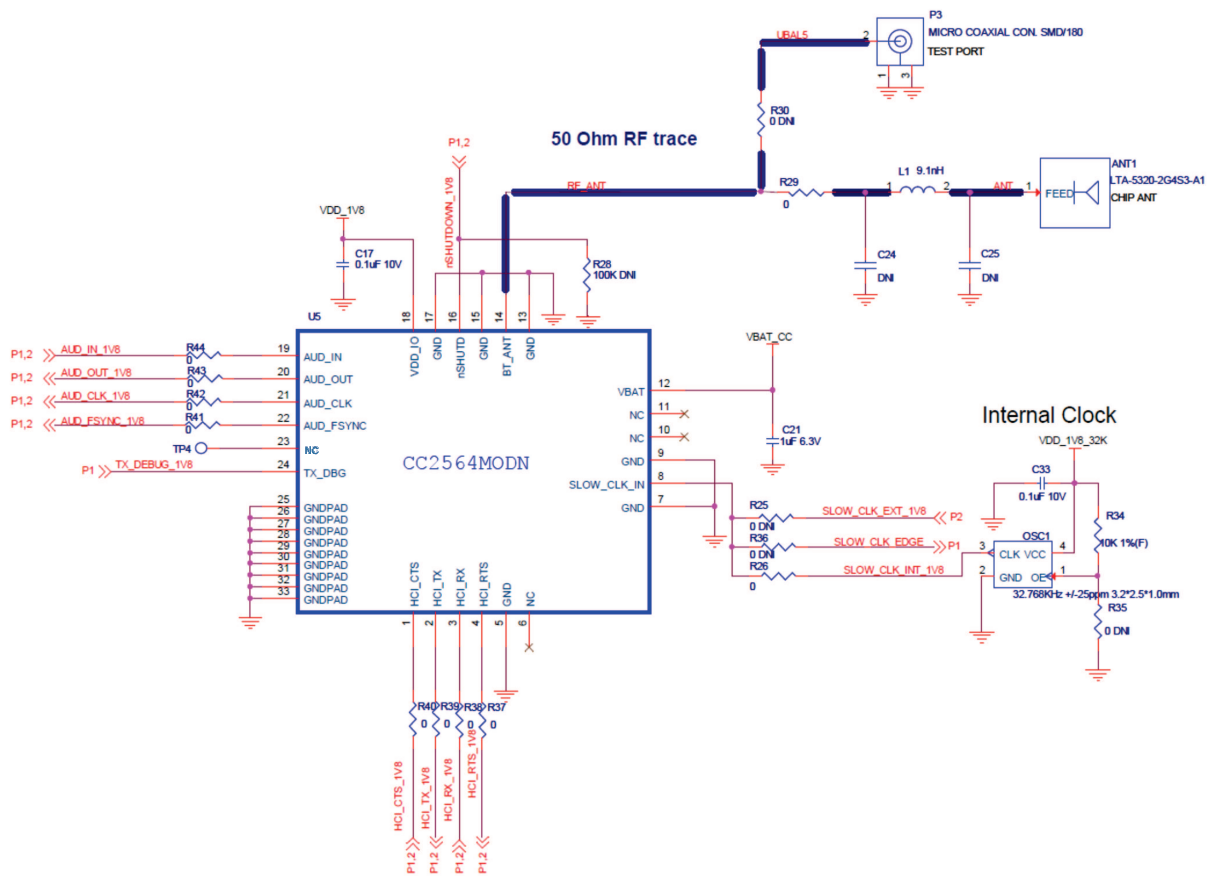 P3
MICRO COAXIAL CON. SMD/180
TEST PORT
UBAL5
2
1
3
R30
0 DNI
50 Ohm RF trace
P1,2
nSHUTDOWN_1V8
RF_ANT
R29
0
L1 9.1nH
1
2
ANT
1
FEED
ANT1
LTA-5320-2G4S3-A1
CHIP ANT
C24
DNI
C25
DNI
VDD_1V8
C17
0.1uF 10V
R28
100K DNI
U5
18
17
16
15
14
13
VDD_IO
GND
nSHUTD
GND
BT_ANT
GND
P1,2 AUD_IN_1V8 R44 0 19 AUD_IN
P1,2 AUD_OUT_1V8 R43 0 20 AUD_OUT
P1,2 AUD_CLK_1V8 R42 0 21 AUD_CLK
P1,2 AUD_FSYNC_1V8 R41 0 22 AUD_FSYNC
TP4 23 NC
P1 TX_DEBUG_1V8 24 TX_DBG
25 GNDPAD
26 GNDPAD
27 GNDPAD
28 GNDPAD
29 GNDPAD
30 GNDPAD
31 GNDPAD
32 GNDPAD
33 GNDPAD
CC2564MODN
VBAT 12
NC 11
NC 10
GND 9
SLOW_CLK_IN 8
GND 7
VBAT_CC
C21
1uF 6.3V
Internal Clock
VDD_1V8_32K
C33
0.1uF 10V
R34
10K 1%(F)
R25
0 DNI
SLOW_CLK_EXT_1V8
P2
R36
0 DNI
SLOW_CLK_EDGE
P1
R26
0
SLOW_CLK_INT_1V8
OSC1
3 CLK VCC 4
2 GND OE 1
32.768KHz +/-25ppm 3.2*2.5*1.0mm
R35
0 DNI
HCI_CTS
HCI_TX
HCI_RX
HCI_RTS
GND
NC
1
2
3
4
5
6
R40
0
R39
0
R38
0
R37
0
HCI_CTS_1V8
HCI_TX_1V8
HCI_RX_1V8
HCI_RTS_1V8
P1,2
P1,2
P1,2
P1,2